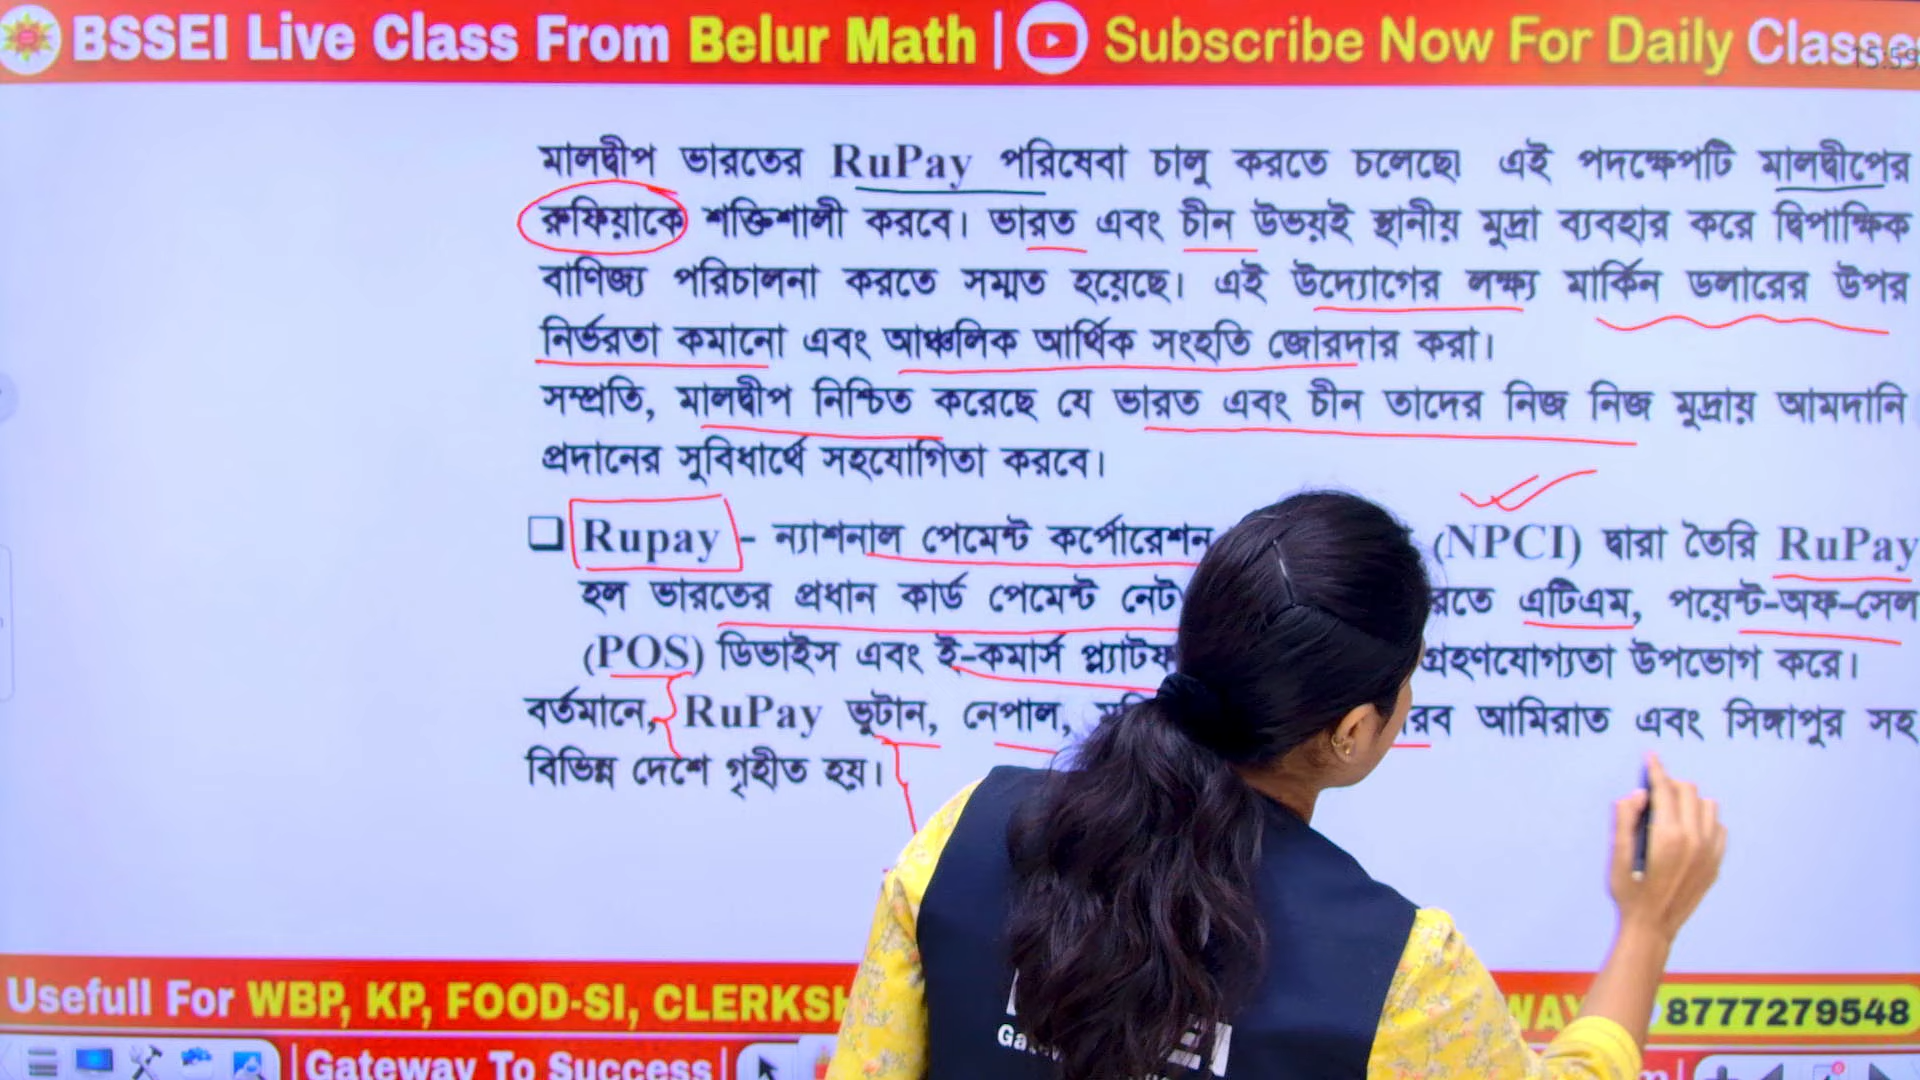 BSSEI Live Class From Belur Math | Subscribe Now For Daily Classes
15:59
মালদ্বীপ ভারতের RuPay পরিষেবা চালু করতে চলেছে। এই পদক্ষেপটি মালদ্বীপের
রুফিয়াকে শক্তিশালী করবে। ভারত এবং চীন উভয়ই স্থানীয় মুদ্রা ব্যবহার করে দ্বিপাক্ষিক
বাণিজ্য পরিচালনা করতে সম্মত হয়েছে। এই উদ্যোগের লক্ষ্য মার্কিন ডলারের উপর
নির্ভরতা কমানো এবং আঞ্চলিক আর্থিক সংহতি জোরদার করা।
সম্প্রতি, মালদ্বীপ নিশ্চিত করেছে যে ভারত এবং চীন তাদের নিজ নিজ মুদ্রায় আমদানি
প্রদানের সুবিধার্থে সহযোগিতা করবে।
❑ Rupay - ন্যাশনাল পেমেন্ট কর্পোরেশন (NPCI) দ্বারা তৈরি RuPay
হল ভারতের প্রধান কার্ড পেমেন্ট নেট রতে এটিএম, পয়েন্ট-অফ-সেল
(POS) ডিভাইস এবং ই-কমার্স প্ল্যাটফ গ্রহণযোগ্যতা উপভোগ করে।
বর্তমানে, RuPay ভুটান, নেপাল, রব আমিরাত এবং সিঙ্গাপুর সহ
বিভিন্ন দেশে গৃহীত হয়।
Usefull For WBP, KP, FOOD-SI, CLERKSH WAY 8777279548
Gateway To Success